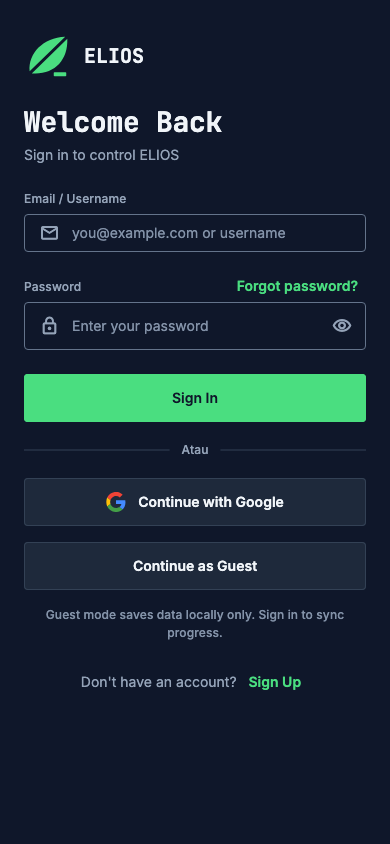 ELIOS
Welcome Back
Sign in to control ELIOS
Email / Username
you@example.com or username
Password
Forgot password?
Enter your password
Sign In
Atau
Continue with Google
Continue as Guest
Guest mode saves data locally only. Sign in to sync
progress.
Don't have an account? Sign Up